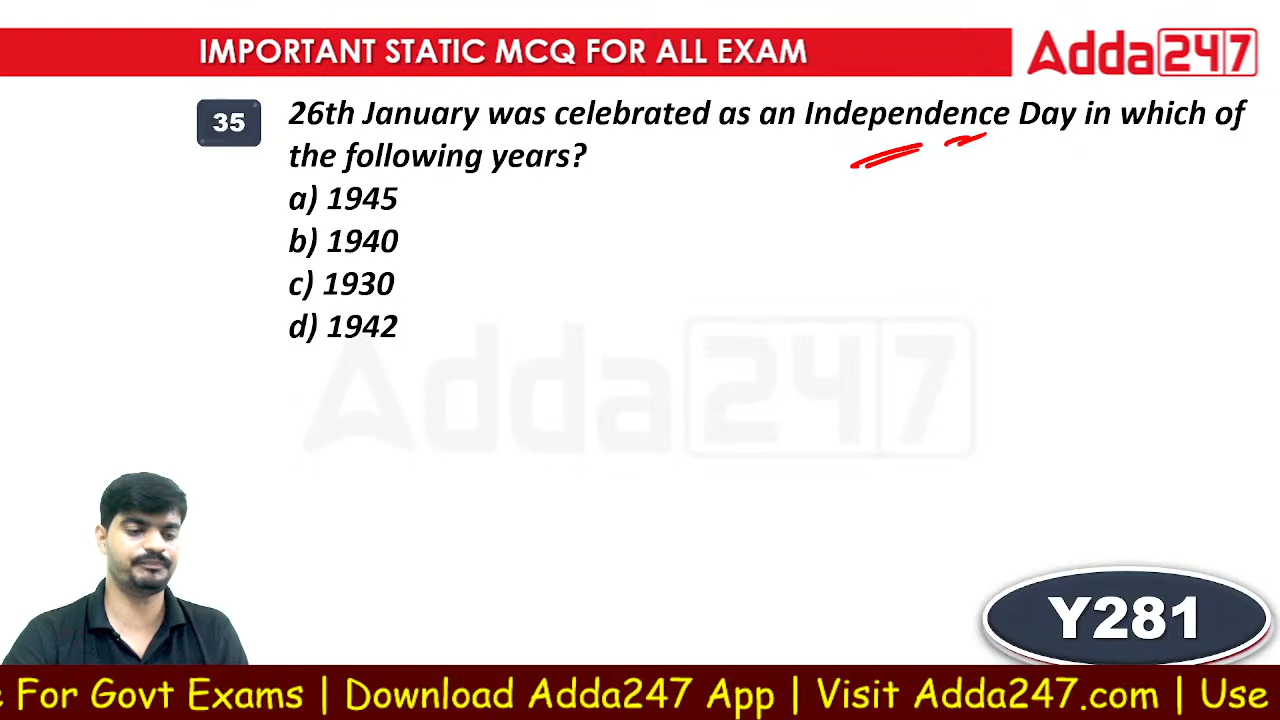 IMPORTANT STATIC MCQ FOR ALL EXAM
Adda247
35
26th January was celebrated as an Independence Day in which of
the following years?
a) 1945
b) 1940
c) 1930
d) 1942
Adda247
Y281
For Govt Exams | Download Adda247 App | Visit Adda247.com | Use